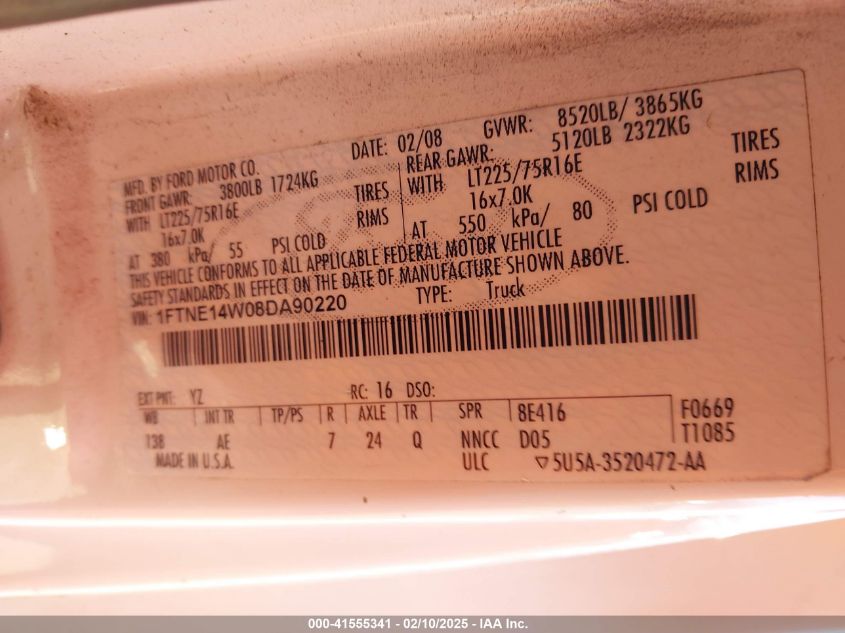 MFD. BY FORD MOTOR CO.
DATE: 02/08
GVWR: 8520LB/ 3865KG
FRONT GAWR: 3800LB 1724KG
REAR GAWR: 5120LB 2322KG
WITH LT225/75R16E TIRES
WITH LT225/75R16E TIRES
16x7.0K RIMS
16x7.0K RIMS
AT 380 kPa/ 55 PSI COLD
AT 550 kPa/ 80 PSI COLD
THIS VEHICLE CONFORMS TO ALL APPLICABLE FEDERAL MOTOR VEHICLE
SAFETY STANDARDS IN EFFECT ON THE DATE OF MANUFACTURE SHOWN ABOVE.
VIN: 1FTNE14W08DA90220
TYPE: Truck
EXT PNT: YZ RC: 16 DSO:
WB INT TR TP/PS R AXLE TR SPR 8E416 F0669
138 AE 7 24 Q NNCC D05 T1085
MADE IN U.S.A. ULC ▽5U5A-3520472-AA
000-41555341 - 02/10/2025 - IAA Inc.